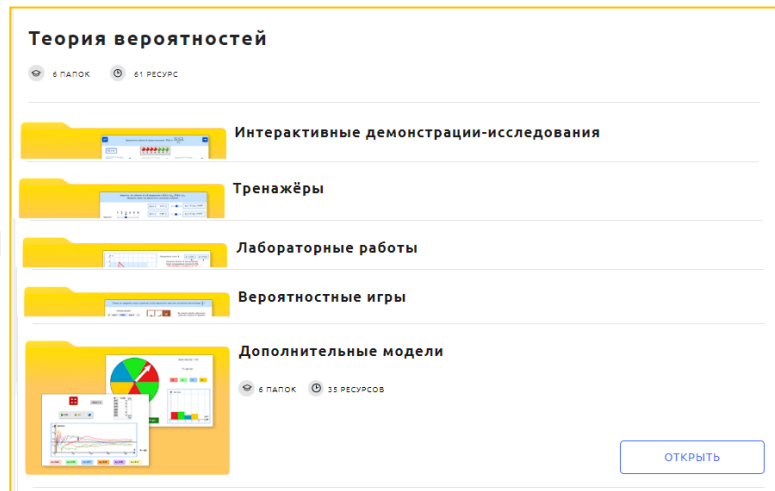 Теория вероятностей
6 ПАПОК 61 РЕСУРС
Интерактивные демонстрации-исследования
Тренажёры
Лабораторные работы
Вероятностные игры
Дополнительные модели
6 ПАПОК 35 РЕСУРСОВ
ОТКРЫТЬ